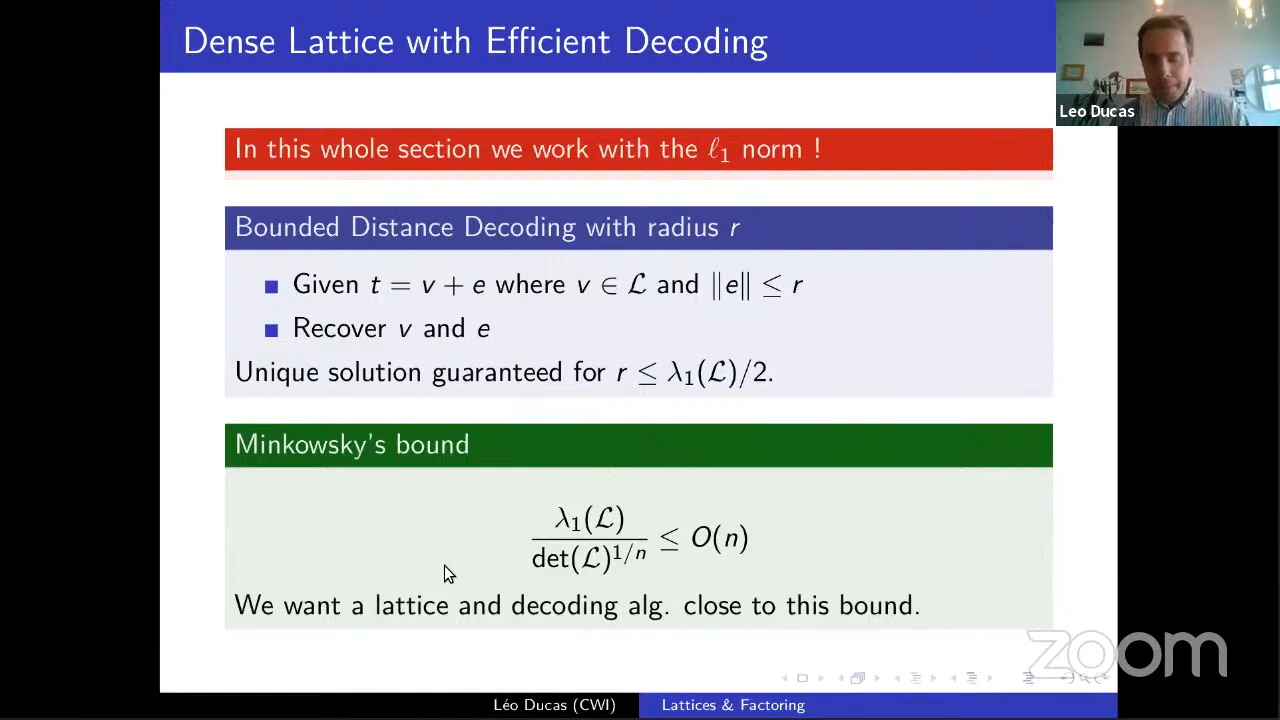 Dense Lattice with Efficient Decoding
Leo Ducas
In this whole section we work with the ℓ₁ norm !
Bounded Distance Decoding with radius r
Given t = v + e where v ∈ ℒ and ‖e‖ ≤ r
Recover v and e
Unique solution guaranteed for r ≤ λ₁(ℒ)/2.
Minkowsky's bound
λ₁(ℒ)
det(ℒ)^{1/n} ≤ O(n)
We want a lattice and decoding alg. close to this bound.
zoom
Léo Ducas (CWI)
Lattices & Factoring